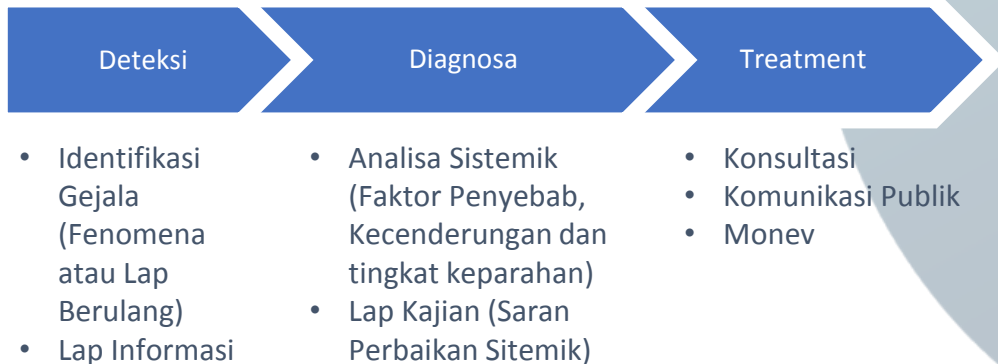 Deteksi
Diagnosa
Treatment
• Identifikasi
Gejala
(Fenomena
atau Lap
Berulang)
• Lap Informasi
• Analisa Sistemik
(Faktor Penyebab,
Kecenderungan dan
tingkat keparahan)
• Lap Kajian (Saran
Perbaikan Sitemik)
• Konsultasi
• Komunikasi Publik
• Monev